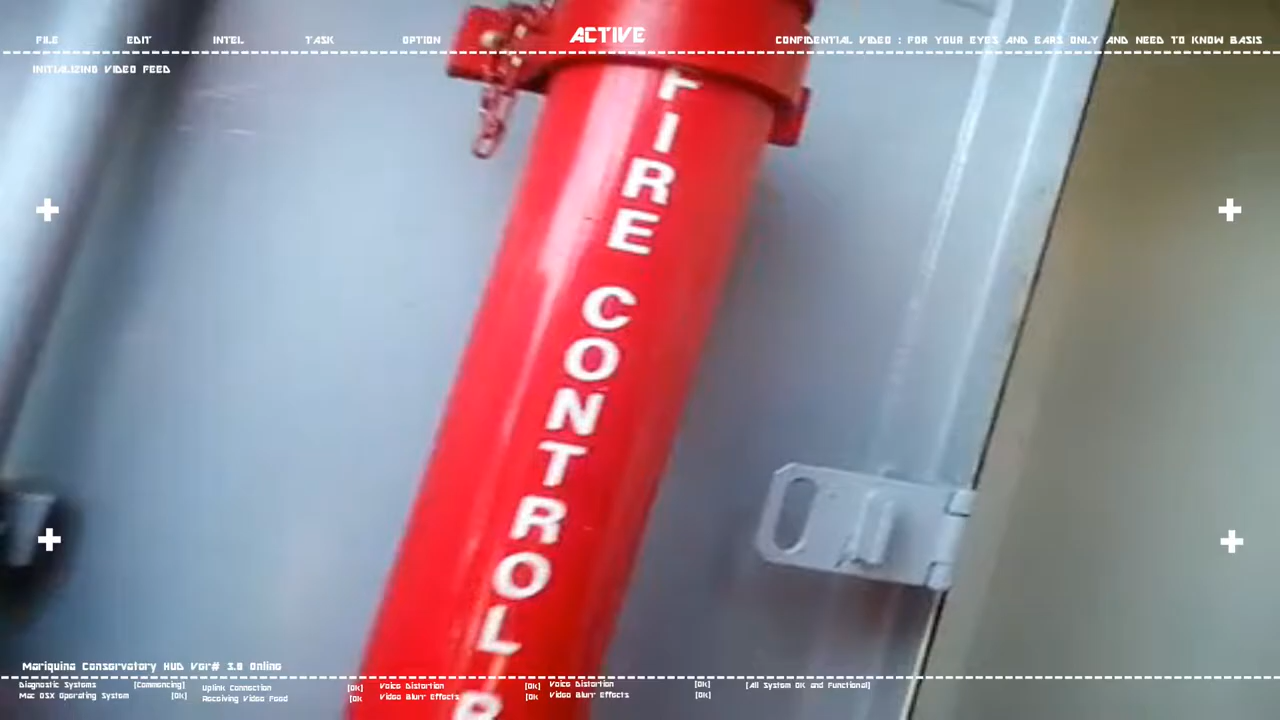 FILE EDIT INTEL TASK OPTION ACTIVE CONFIDENTIAL VIDEO : FOR YOUR EYES AND EARS ONLY AND NEED TO KNOW BASIS
INITIALIZING VIDEO FEED
FIRE CONTROL
Mariquina Conservatory HUD Ver# 3.0 Online
Diagnostic Systems [Commencing] Uplink Connection [OK] Voice Distortion [OK] Voice Distortion [OK] [All System OK and Functional]
Mac OSX Operating System [OK] Receiving Video Feed [OK Video Blurr Effects [OK Video Blurr Effects [OK]